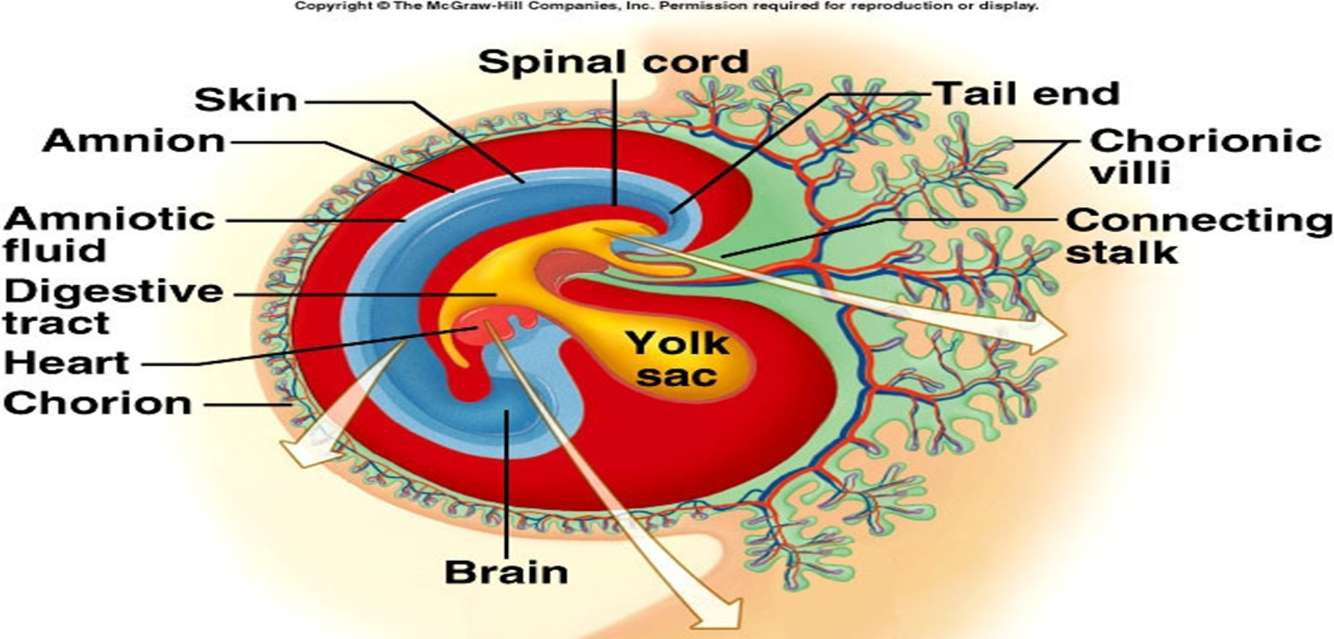 Copyright © The McGraw-Hill Companies, Inc. Permission required for reproduction or display.
Spinal cord
Skin
Tail end
Amnion
Chorionic
villi
Amniotic
fluid
Connecting
stalk
Digestive
tract
Yolk
sac
Heart
Chorion
Brain